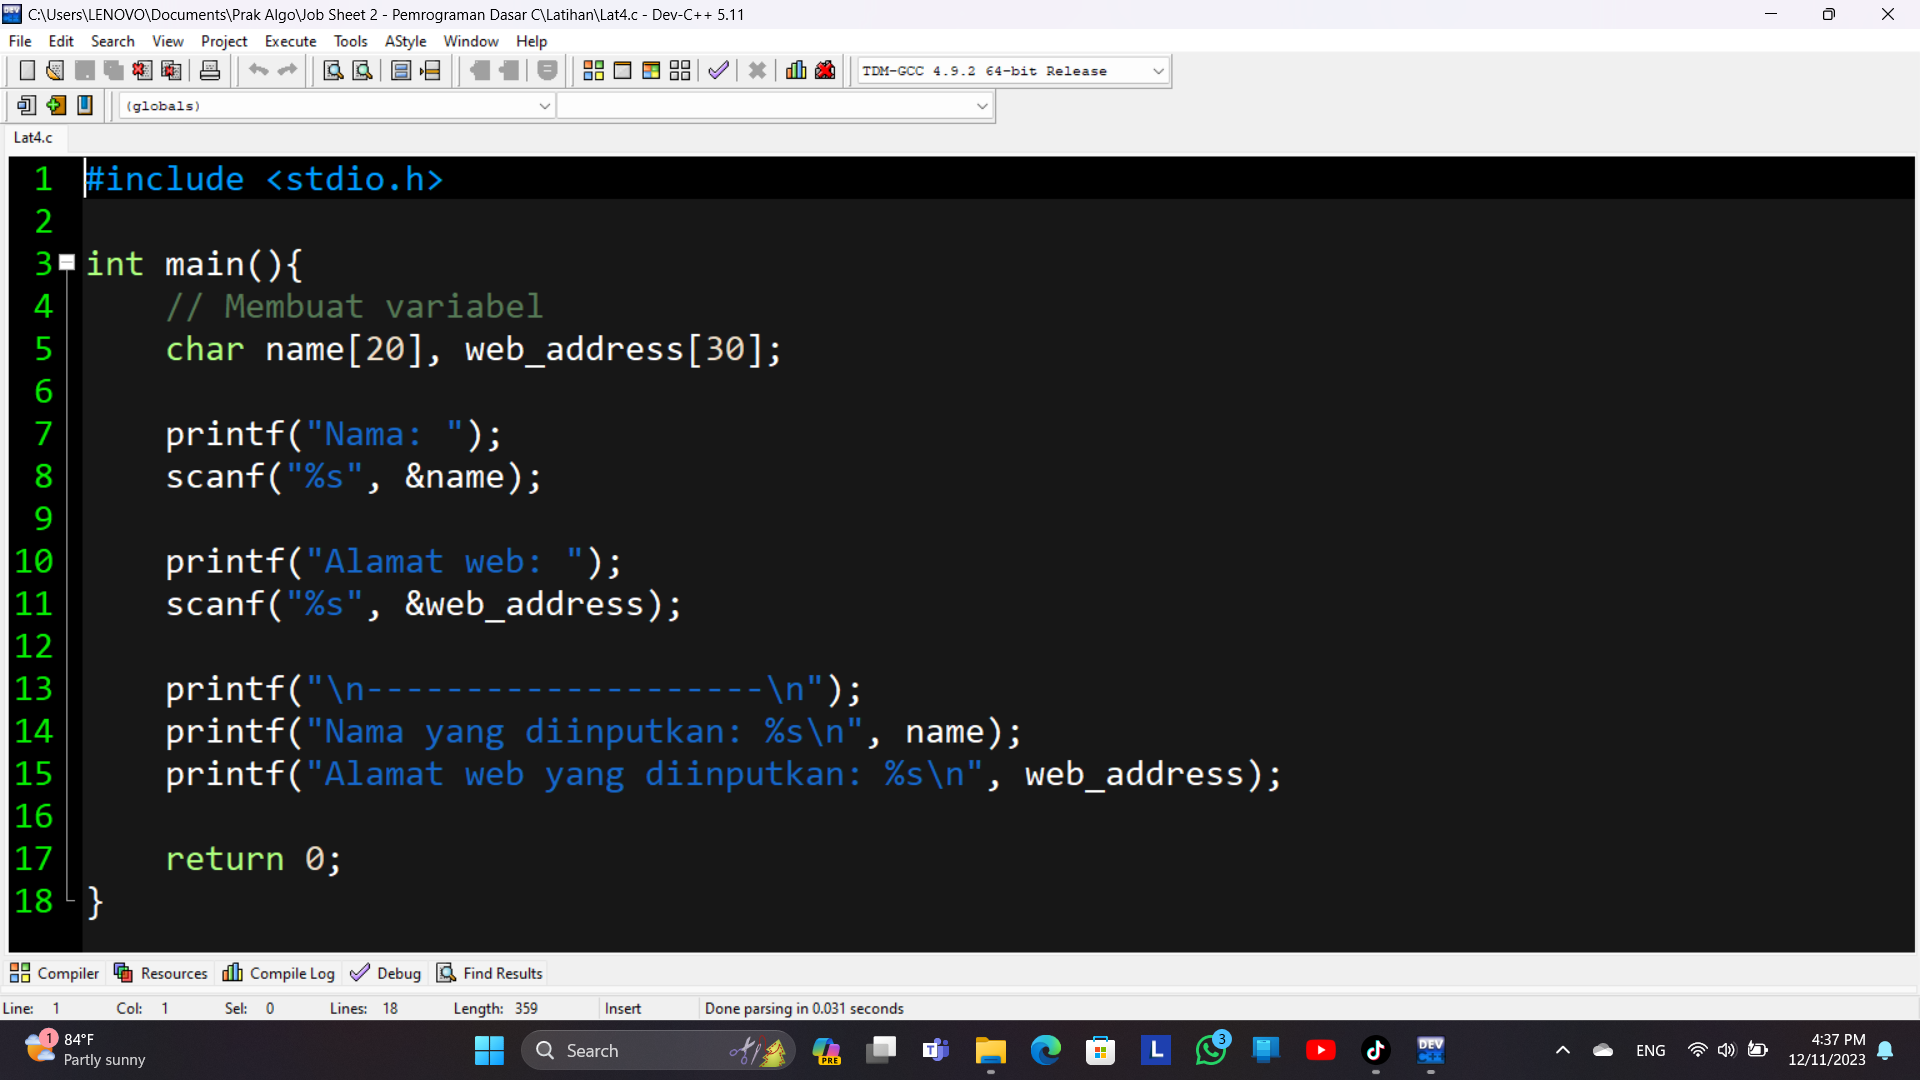 C:\Users\LENOVO\Documents\Prak Algo\Job Sheet 2 - Pemrograman Dasar C\Latihan\Lat4.c - Dev-C++ 5.11
File Edit Search View Project Execute Tools AStyle Window Help
TDM-GCC 4.9.2 64-bit Release
(globals)
Lat4.c
1 #include <stdio.h>
2
3 int main(){
4 // Membuat variabel
5 char name[20], web_address[30];
6
7 printf("Nama: ");
8 scanf("%s", &name);
9
10 printf("Alamat web: ");
11 scanf("%s", &web_address);
12
13 printf("\n--------------------\n");
14 printf("Nama yang diinputkan: %s\n", name);
15 printf("Alamat web yang diinputkan: %s\n", web_address);
16
17 return 0;
18 }
Compiler Resources Compile Log Debug Find Results
Line: 1 Col: 1 Sel: 0 Lines: 18 Length: 359 Insert Done parsing in 0.031 seconds
1 84°F
Partly sunny
Search
PRE
T
L
3
DEV C++
ENG
4:37 PM
12/11/2023